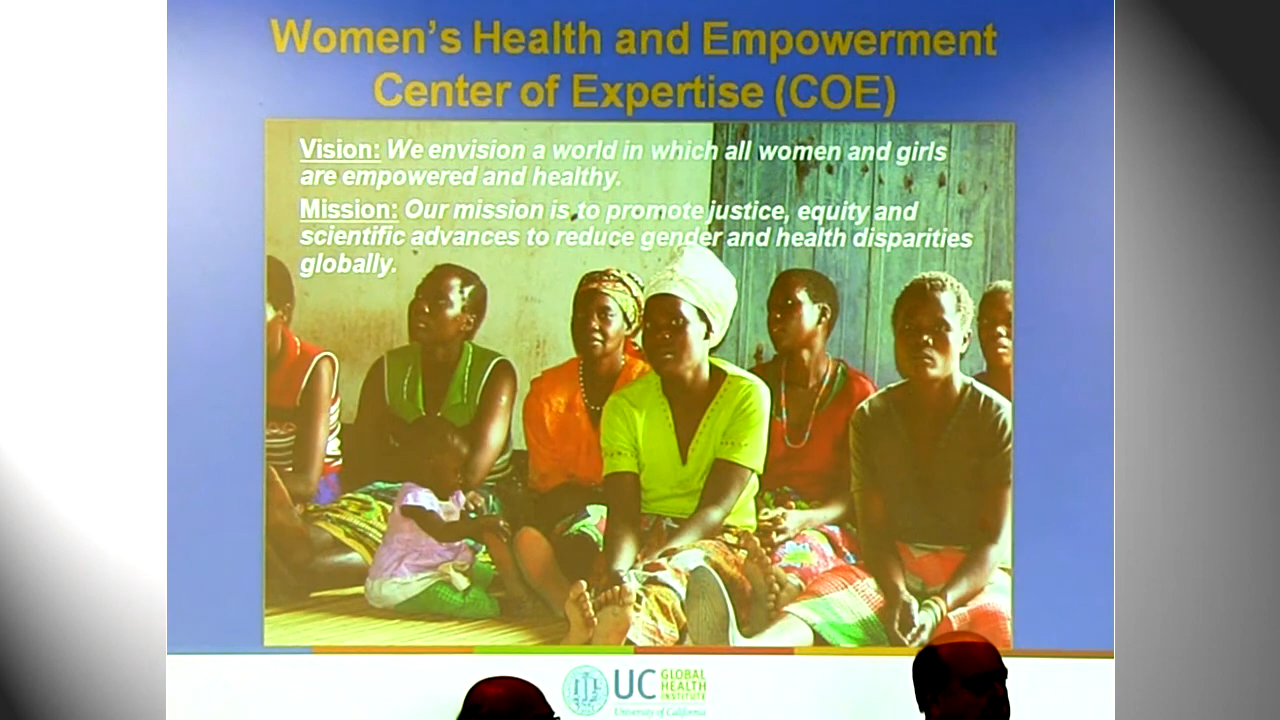 Women's Health and Empowerment
Center of Expertise (COE)
Vision: We envision a world in which all women and girls
are empowered and healthy.
Mission: Our mission is to promote justice, equity and
scientific advances to reduce gender and health disparities
globally.
UC GLOBAL
HEALTH
INSTITUTE
University of California